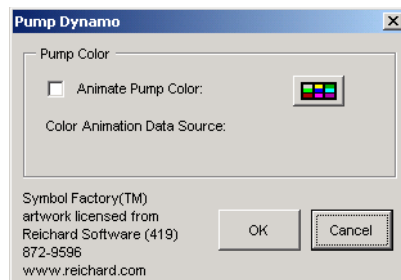 Pump Dynamo
Pump Color
Animate Pump Color:
Color Animation Data Source:
Symbol Factory(TM)
artwork licensed from
Reichard Software (419)
872-9596
www.reichard.com
OK
Cancel